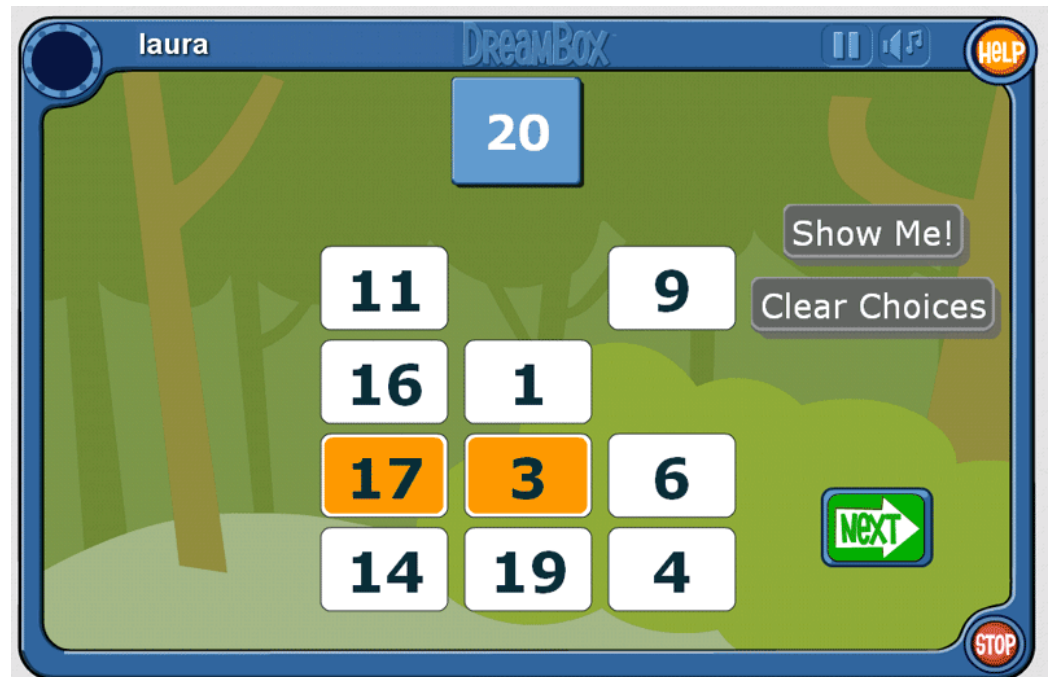 laura
DREAMBOX
HELP
20
Show Me!
11 9
Clear Choices
16 1
17 3 6
NEXT
14 19 4
STOP